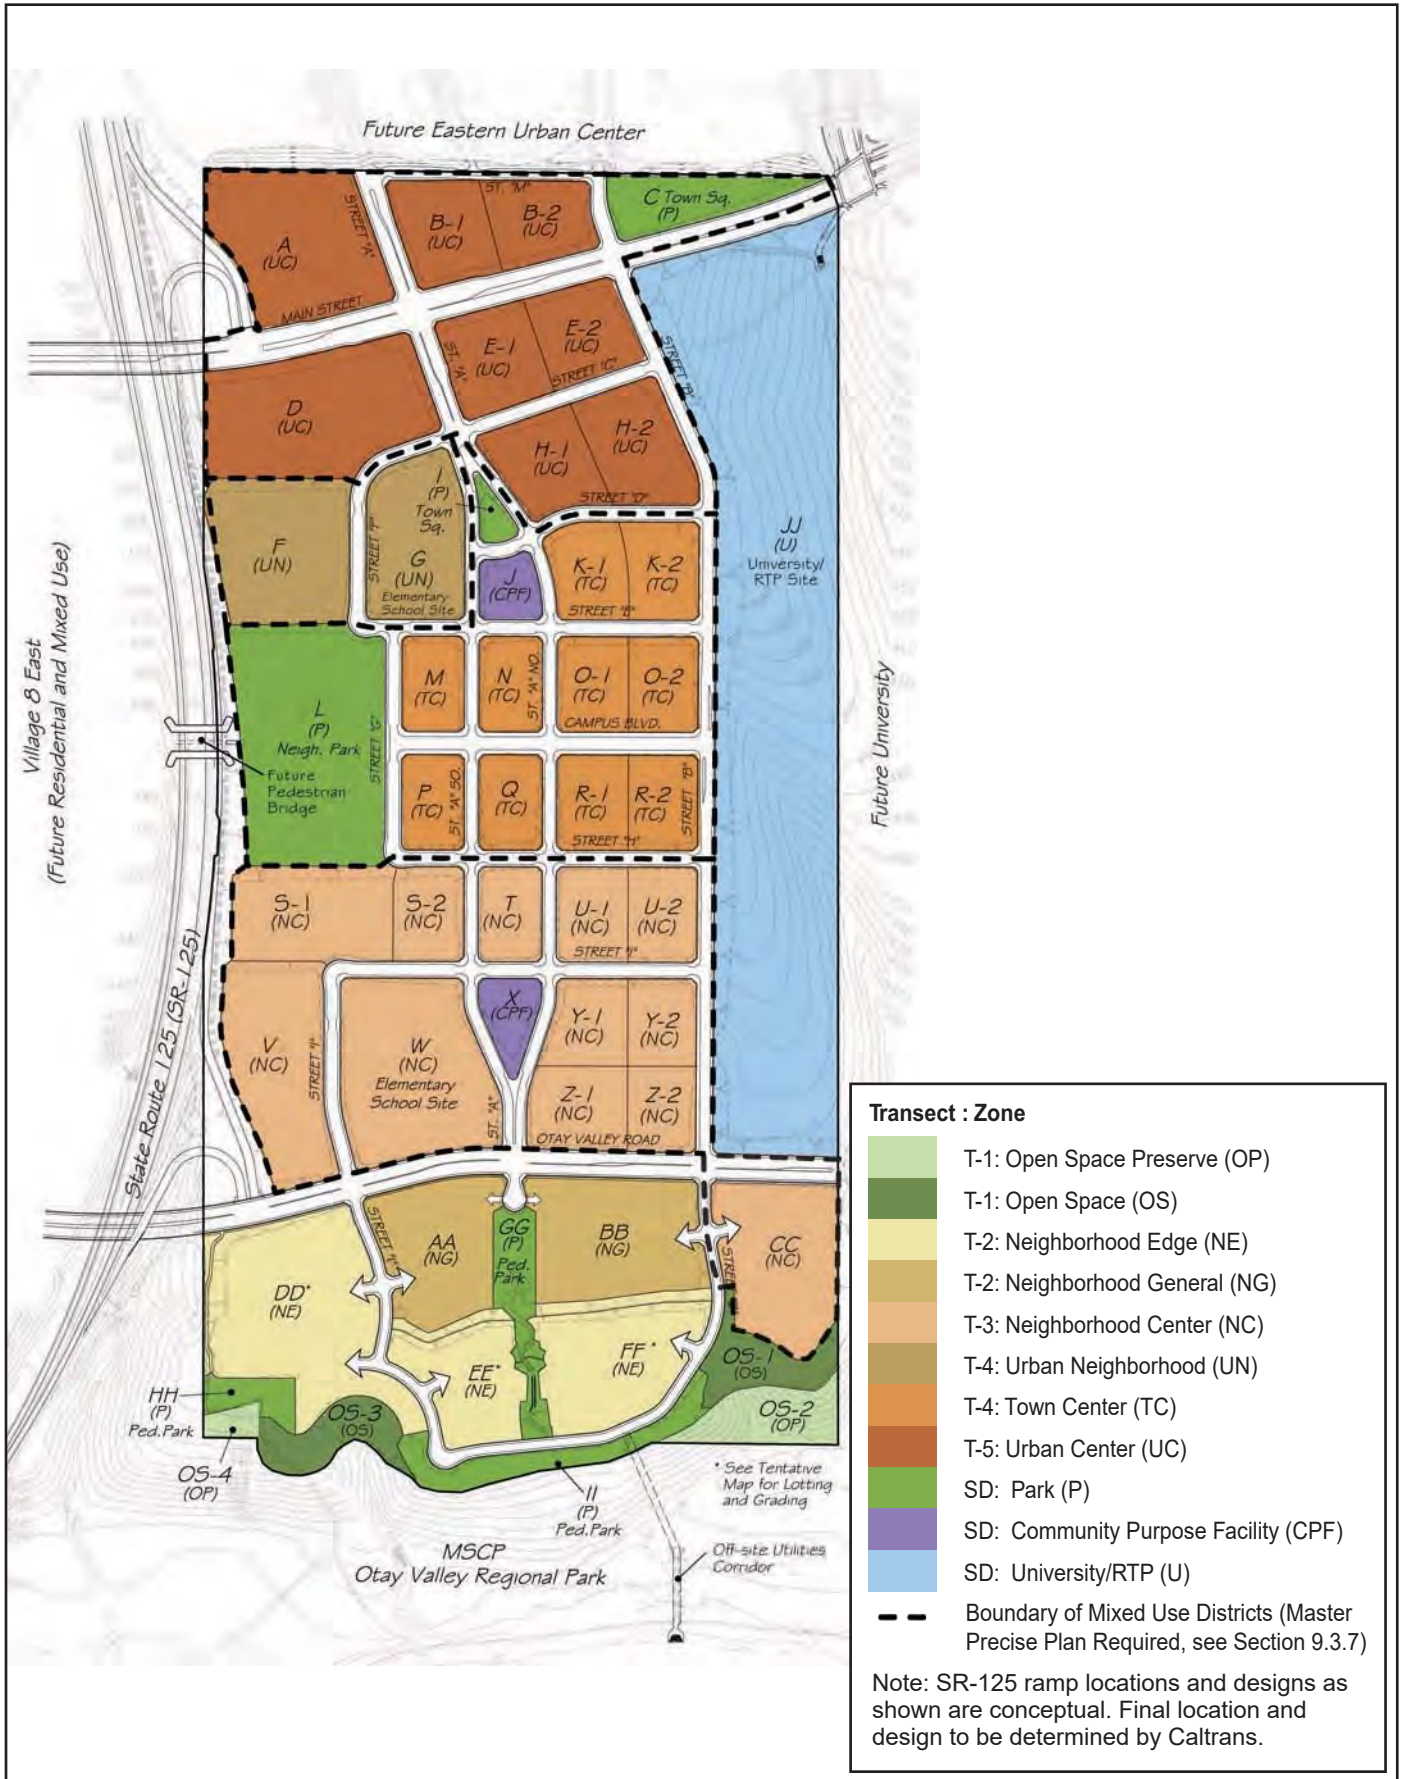 Future Eastern Urban Center
ST. "M"
C Town Sq.
(P)
STREET "A"
B-1
(UC)
B-2
(UC)
A
(UC)
MAIN STREET
E-2
(UC)
E-1
(UC)
ST. "A"
STREET "C"
STREET "B"
D
(UC)
H-2
(UC)
H-1
(UC)
STREET "D"
I
(P)
Town
Sq.
F
(UN)
STREET "F"
G
(UN)
Elementary
School Site
J
(CPF)
K-1
(TC)
K-2
(TC)
STREET "E"
JJ
(U)
University/
RTP Site
Village 8 East
(Future Residential and Mixed Use)
Future University
M
(TC)
N
(TC)
ST. "A" NO.
O-1
(TC)
O-2
(TC)
CAMPUS BLVD.
L
(P)
Neigh. Park
STREET "G"
Future
Pedestrian
Bridge
P
(TC)
ST. "A" SO.
Q
(TC)
R-1
(TC)
R-2
(TC)
STREET "B"
STREET "H"
S-1
(NC)
S-2
(NC)
T
(NC)
U-1
(NC)
U-2
(NC)
STREET "I"
State Route 125 (SR-125)
V
(NC)
STREET "I"
W
(NC)
Elementary
School Site
X
(CPF)
Y-1
(NC)
Y-2
(NC)
Z-1
(NC)
Z-2
(NC)
ST. "A"
OTAY VALLEY ROAD
AA
(NG)
GG
(P)
Ped.
Park
BB
(NG)
CC
(NC)
DD*
(NE)
EE*
(NE)
FF *
(NE)
OS-1
(OS)
OS-2
(OP)
HH
(P)
Ped.Park
OS-3
(OS)
OS-4
(OP)
II
(P)
Ped.Park
* See Tentative
Map for Lotting
and Grading
MSCP
Otay Valley Regional Park
Off-site Utilities
Corridor
Transect : Zone
T-1: Open Space Preserve (OP)
T-1: Open Space (OS)
T-2: Neighborhood Edge (NE)
T-2: Neighborhood General (NG)
T-3: Neighborhood Center (NC)
T-4: Urban Neighborhood (UN)
T-4: Town Center (TC)
T-5: Urban Center (UC)
SD: Park (P)
SD: Community Purpose Facility (CPF)
SD: University/RTP (U)
Boundary of Mixed Use Districts (Master
Precise Plan Required, see Section 9.3.7)
Note: SR-125 ramp locations and designs as
shown are conceptual. Final location and
design to be determined by Caltrans.